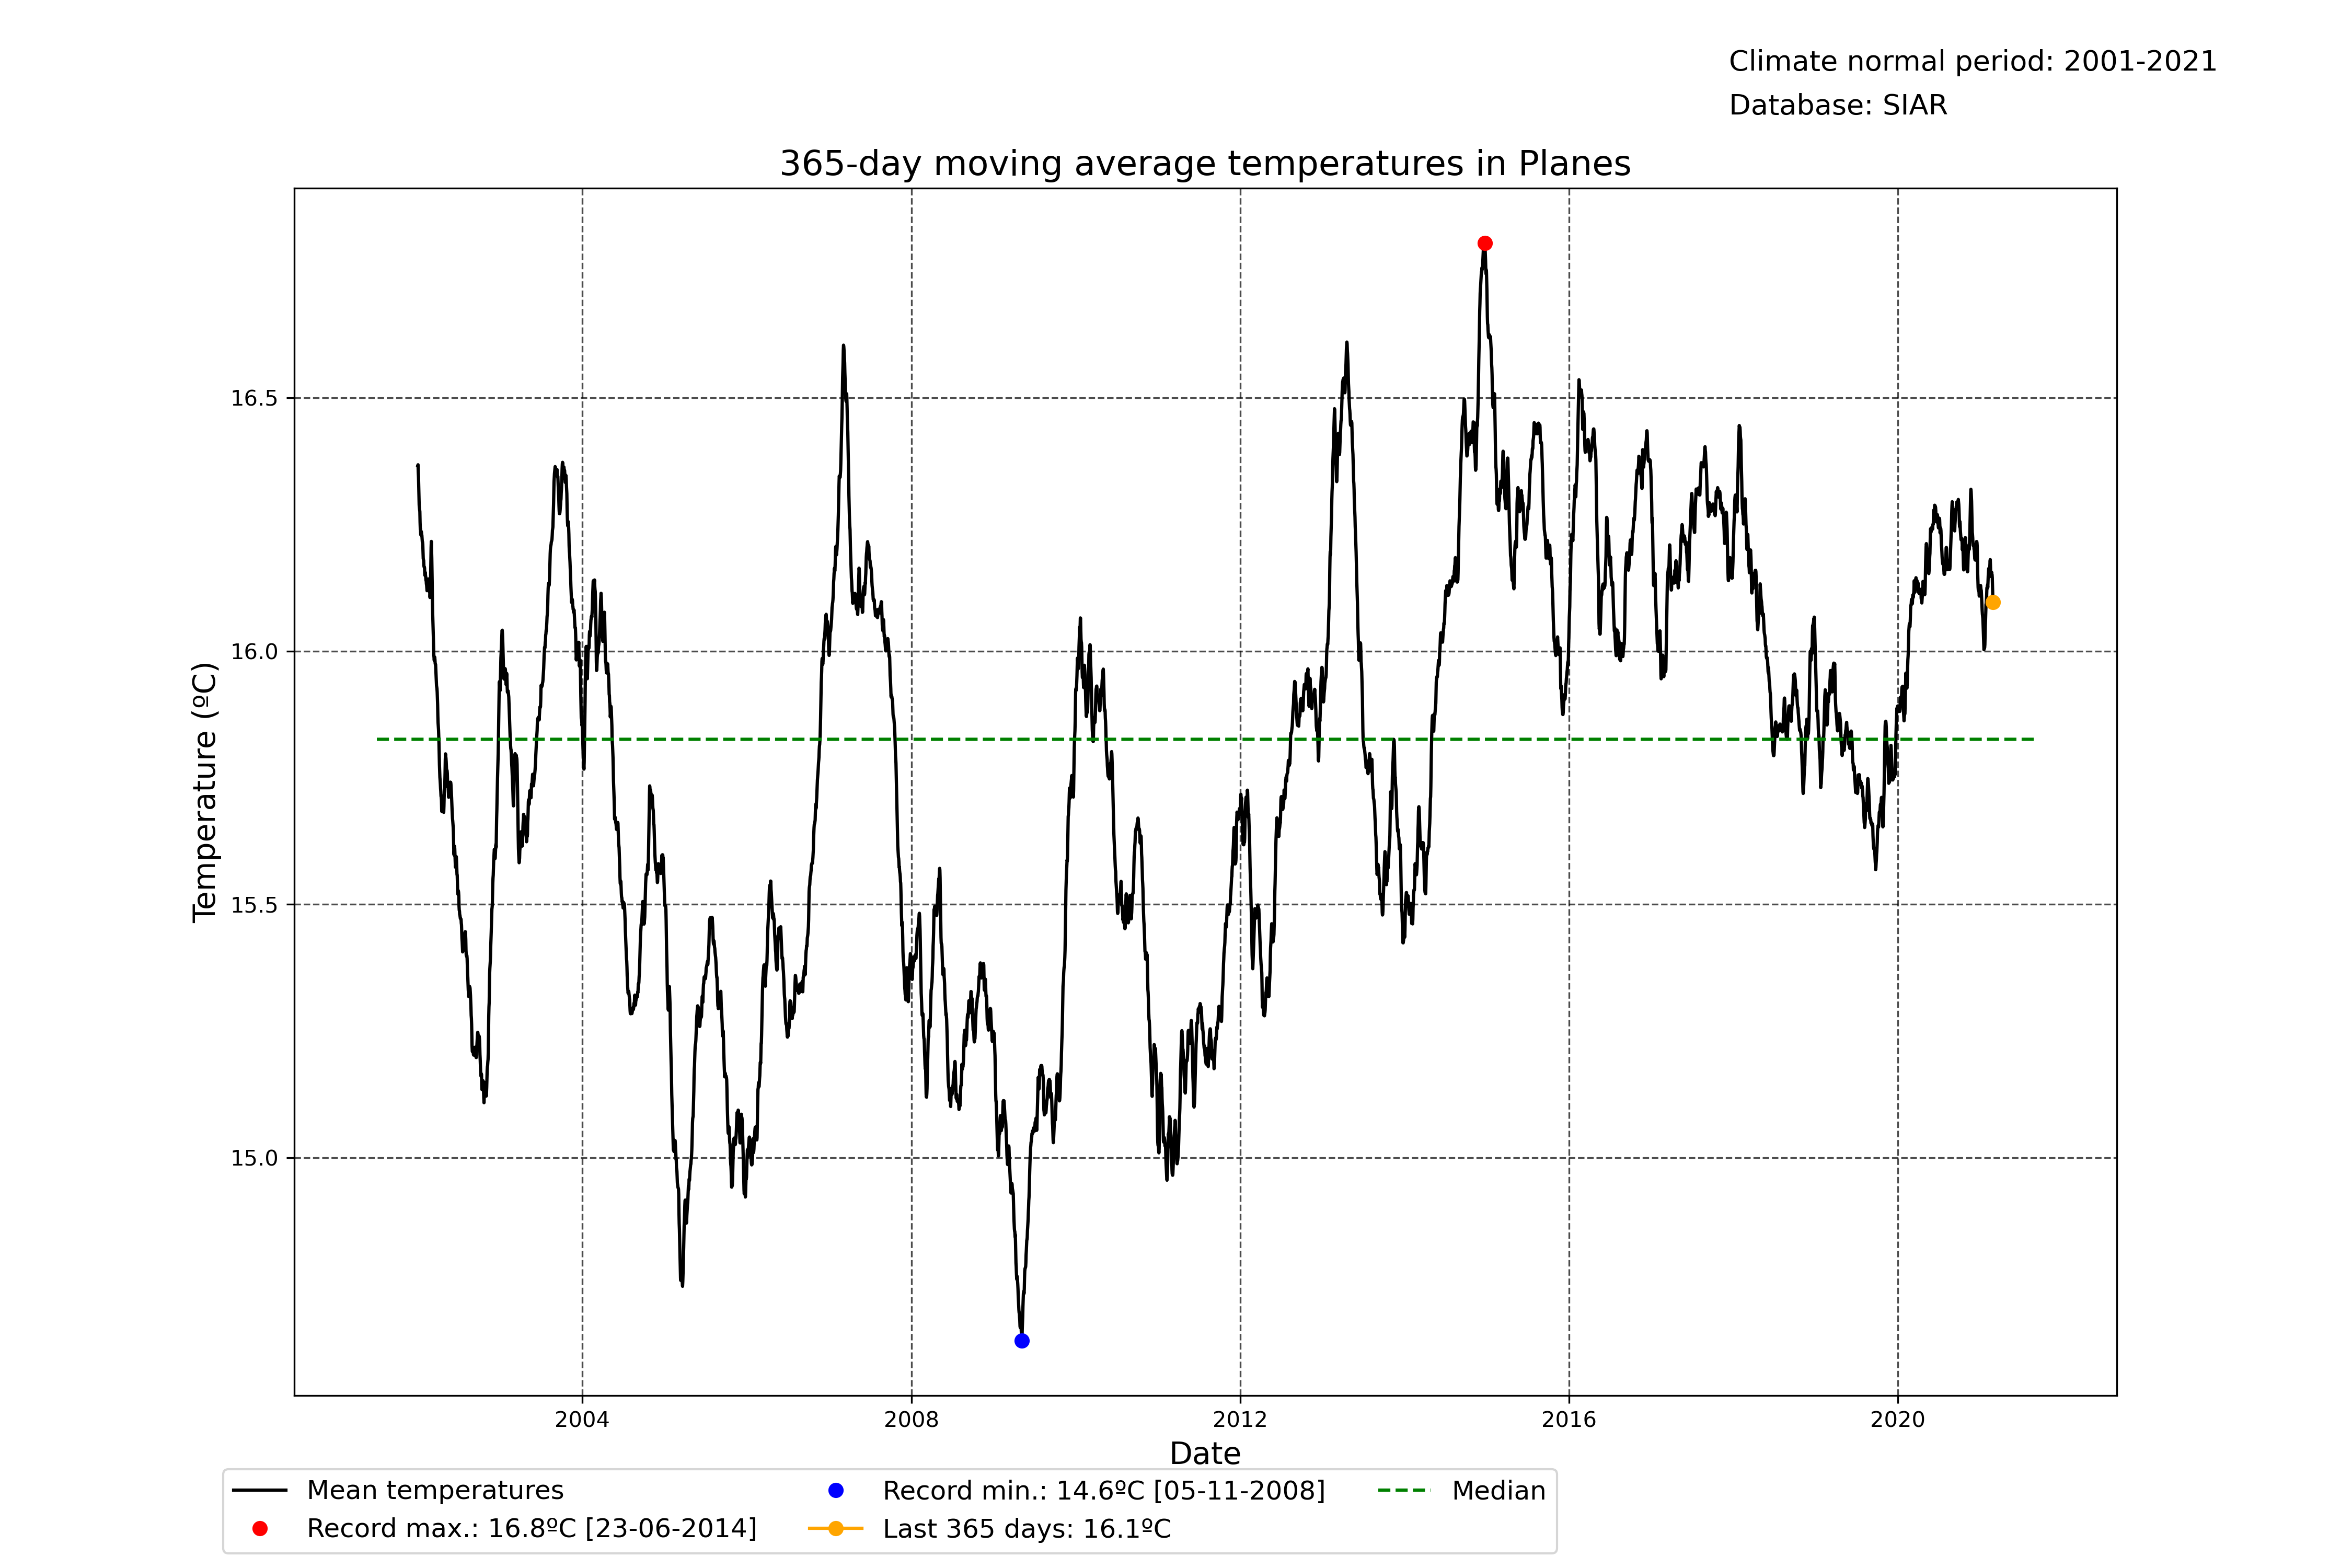 Climate normal period: 2001-2021
Database: SIAR
365-day moving average temperatures in Planes
Temperature (ºC)
16.5
16.0
15.5
15.0
2004
2008
2012
2016
2020
Date
Mean temperatures
Record max.: 16.8ºC [23-06-2014]
Record min.: 14.6ºC [05-11-2008]
Last 365 days: 16.1ºC
Median